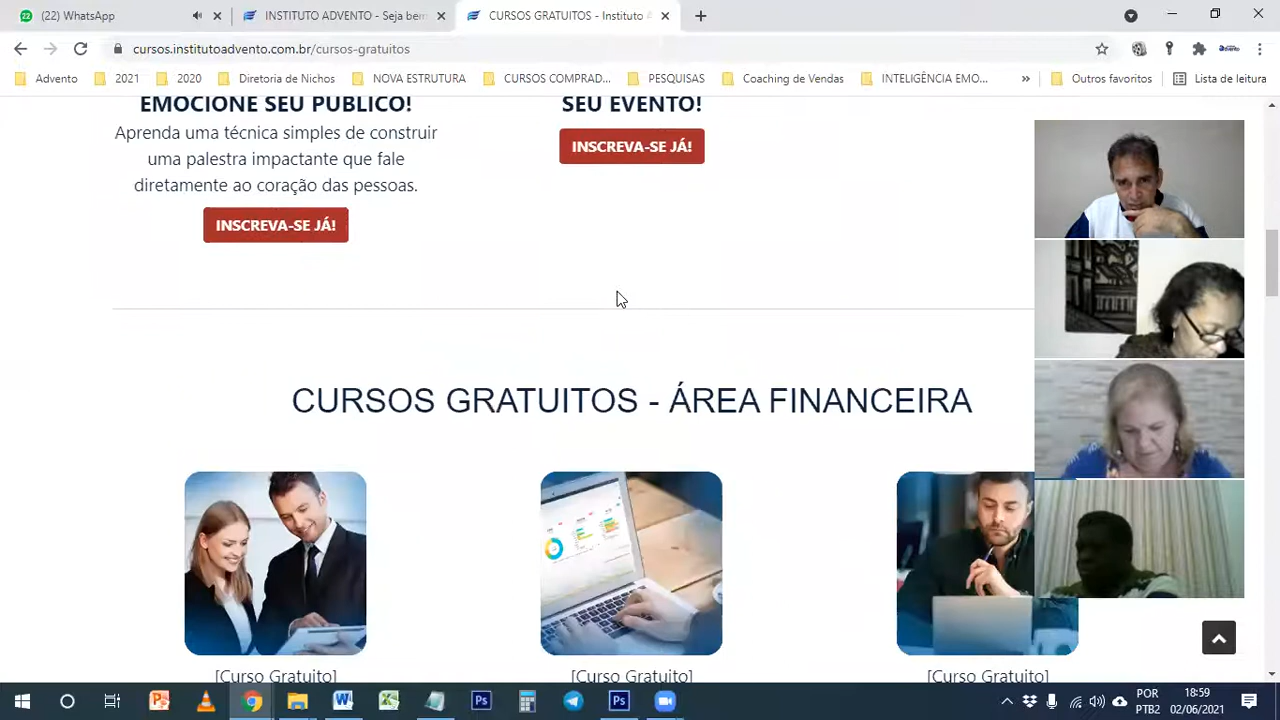 (22) WhatsApp
INSTITUTO ADVENTO - Seja bem
CURSOS GRATUITOS - Instituto
cursos.institutoadvento.com.br/cursos-gratuitos
Advento
2021
2020
Diretoria de Nichos
NOVA ESTRUTURA
CURSOS COMPRAD...
PESQUISAS
Coaching de Vendas
INTELIGÊNCIA EMO...
»
Outros favoritos
Lista de leitura
EMOCIONE SEU PUBLICO!
Aprenda uma técnica simples de construir
uma palestra impactante que fale
diretamente ao coração das pessoas.
INSCREVA-SE JÁ!
SEU EVENTO!
INSCREVA-SE JÁ!
CURSOS GRATUITOS - ÁREA FINANCEIRA
[Curso Gratuito]
[Curso Gratuito]
[Curso Gratuito]
POR
PTB2
18:59
02/06/2021